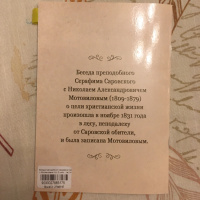 Беседа преподобного
Серафима Саровского
с Николаем Александровичем
Мотовиловым (1809-1879)
о цели христианской жизни
произошла в ноябре 1831 года
в лесу, неподалеку
от Саровской обители,
и была записана Мотовиловым.